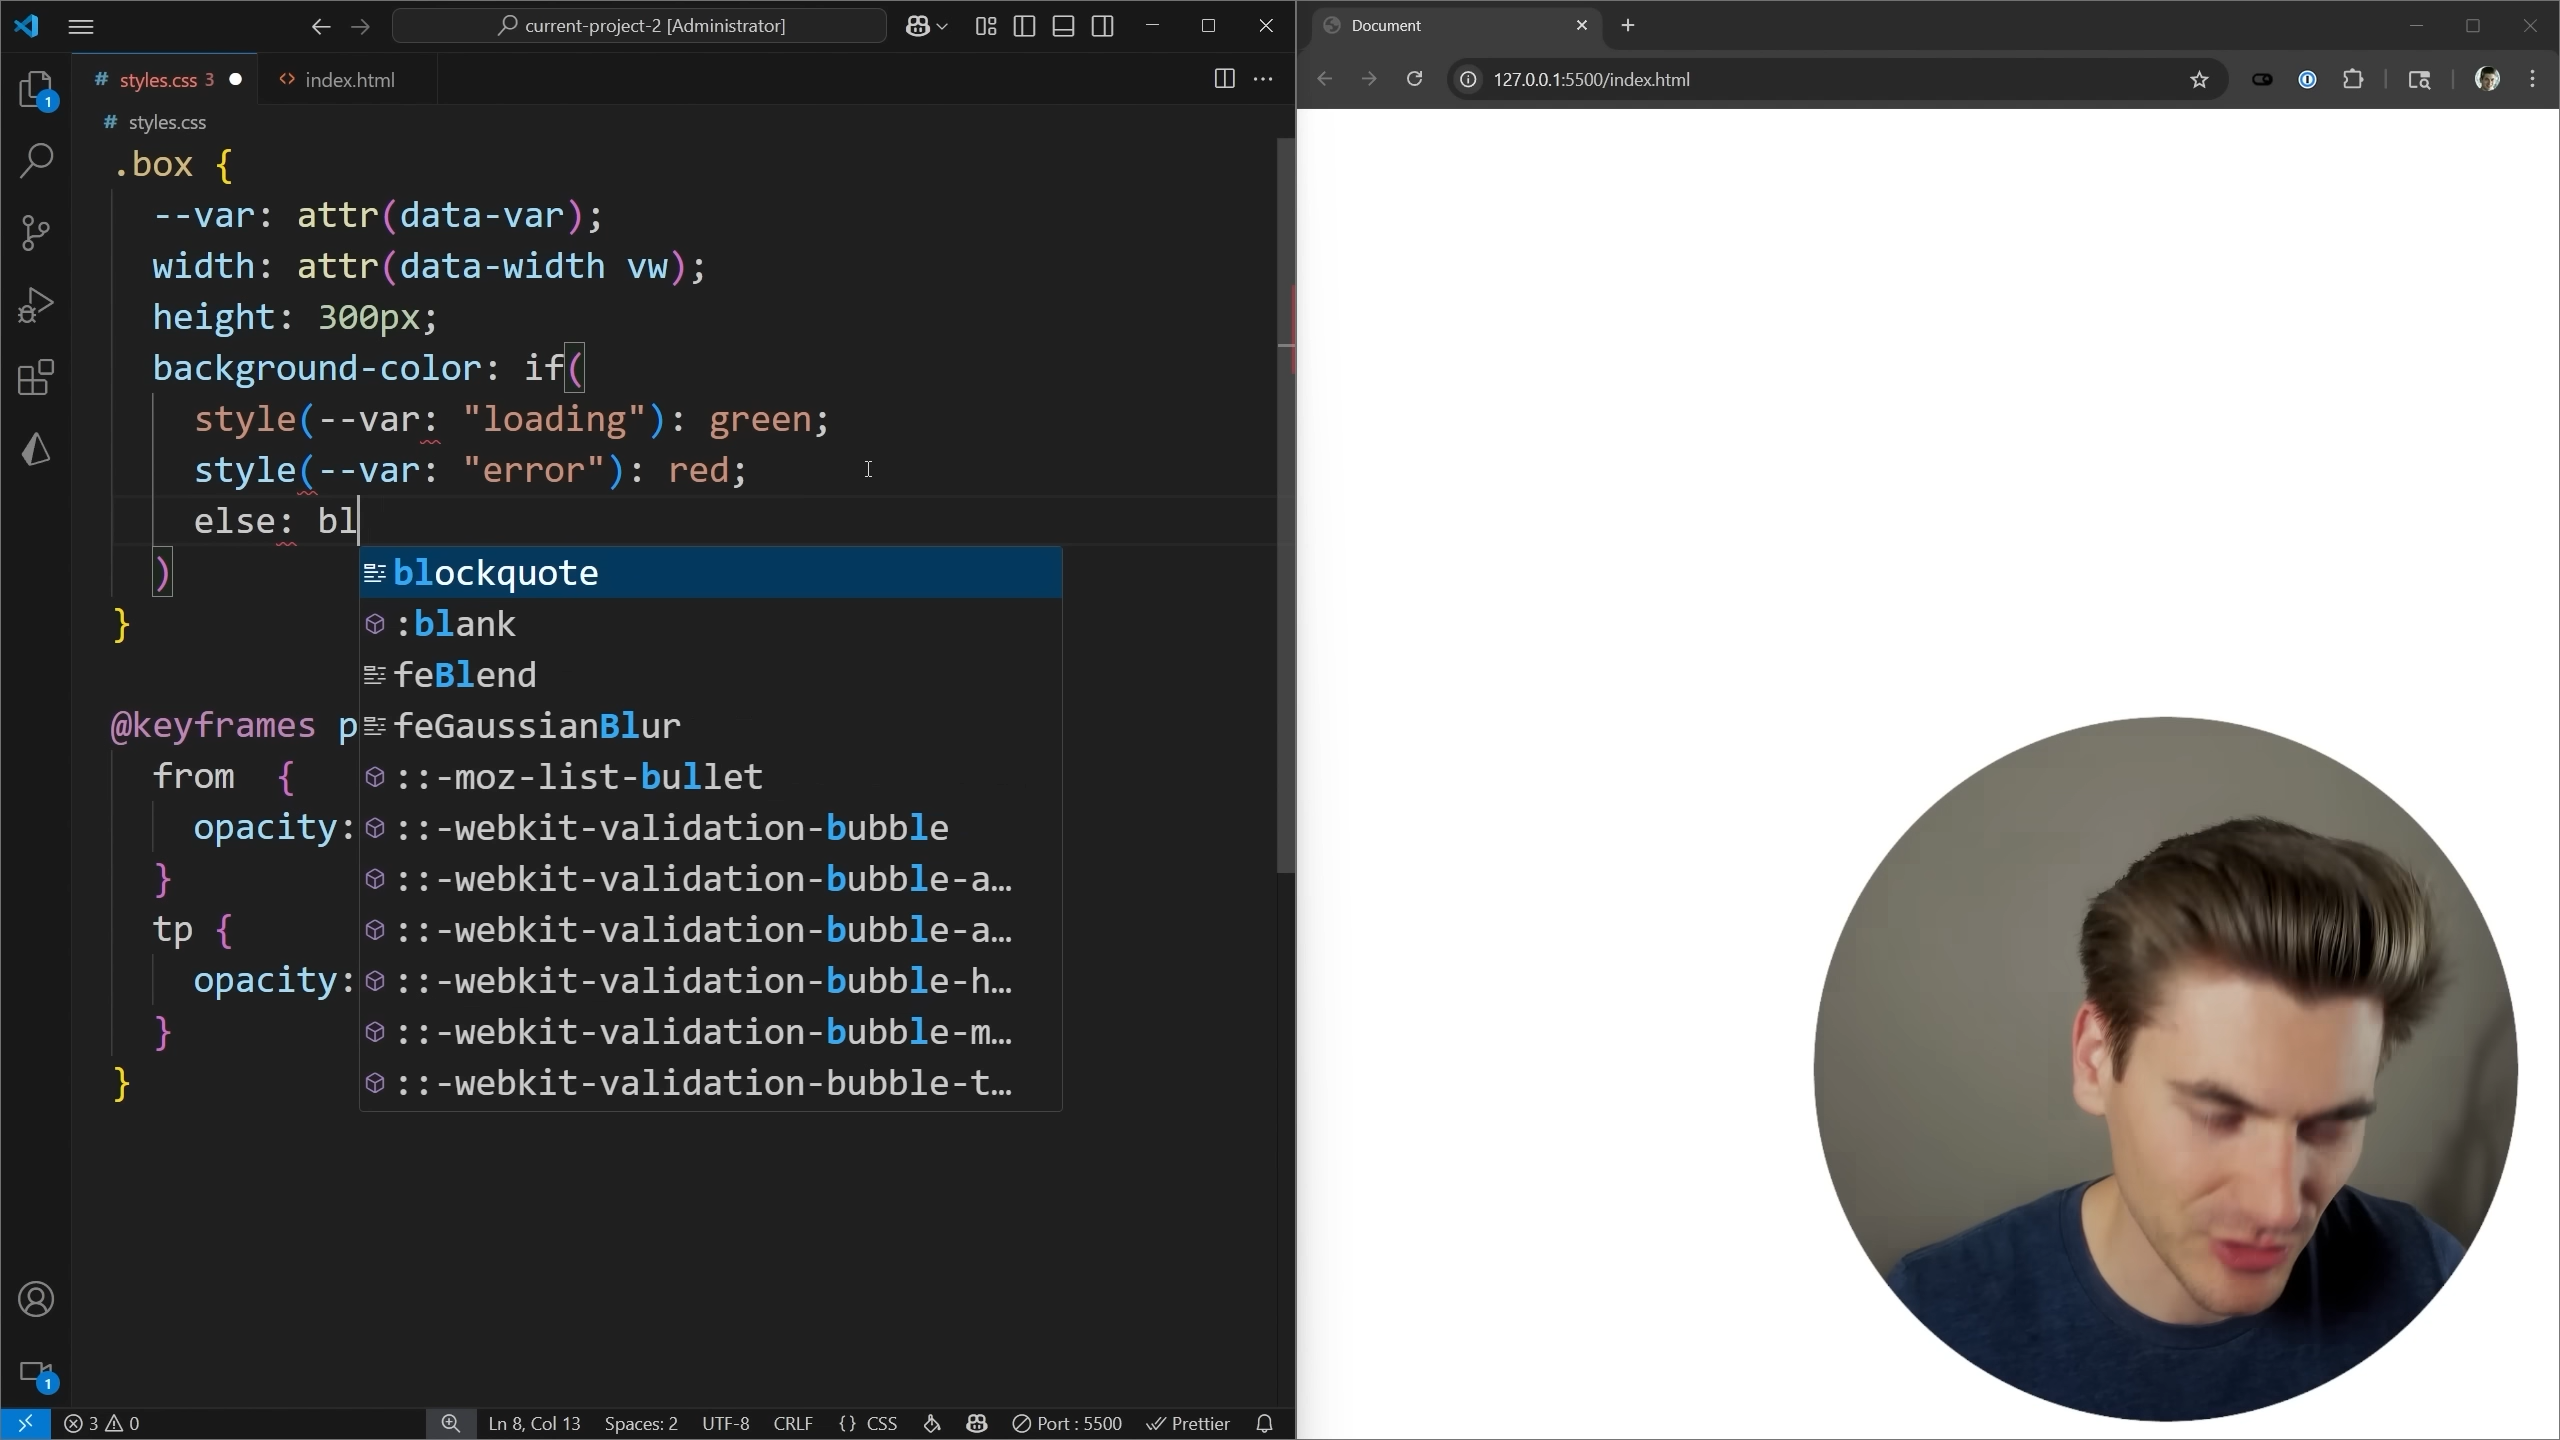 current-project-2 [Administrator]
# styles.css 3
<> index.html
# styles.css
.box {
--var: attr(data-var);
width: attr(data-width vw);
height: 300px;
background-color: if(
style(--var: "loading"): green;
style(--var: "error"): red;
else: bl
)
}
blockquote
:blank
feBlend
feGaussianBlur
::-moz-list-bullet
::-webkit-validation-bubble
::-webkit-validation-bubble-a…
::-webkit-validation-bubble-a…
::-webkit-validation-bubble-h…
::-webkit-validation-bubble-m…
::-webkit-validation-bubble-t…
@keyframes p
from {
opacity:
}
tp {
opacity:
}
}
1
1
3 0
Ln 8, Col 13
Spaces: 2
UTF-8
CRLF
{} CSS
Port : 5500
Prettier
Document
127.0.0.1:5500/index.html